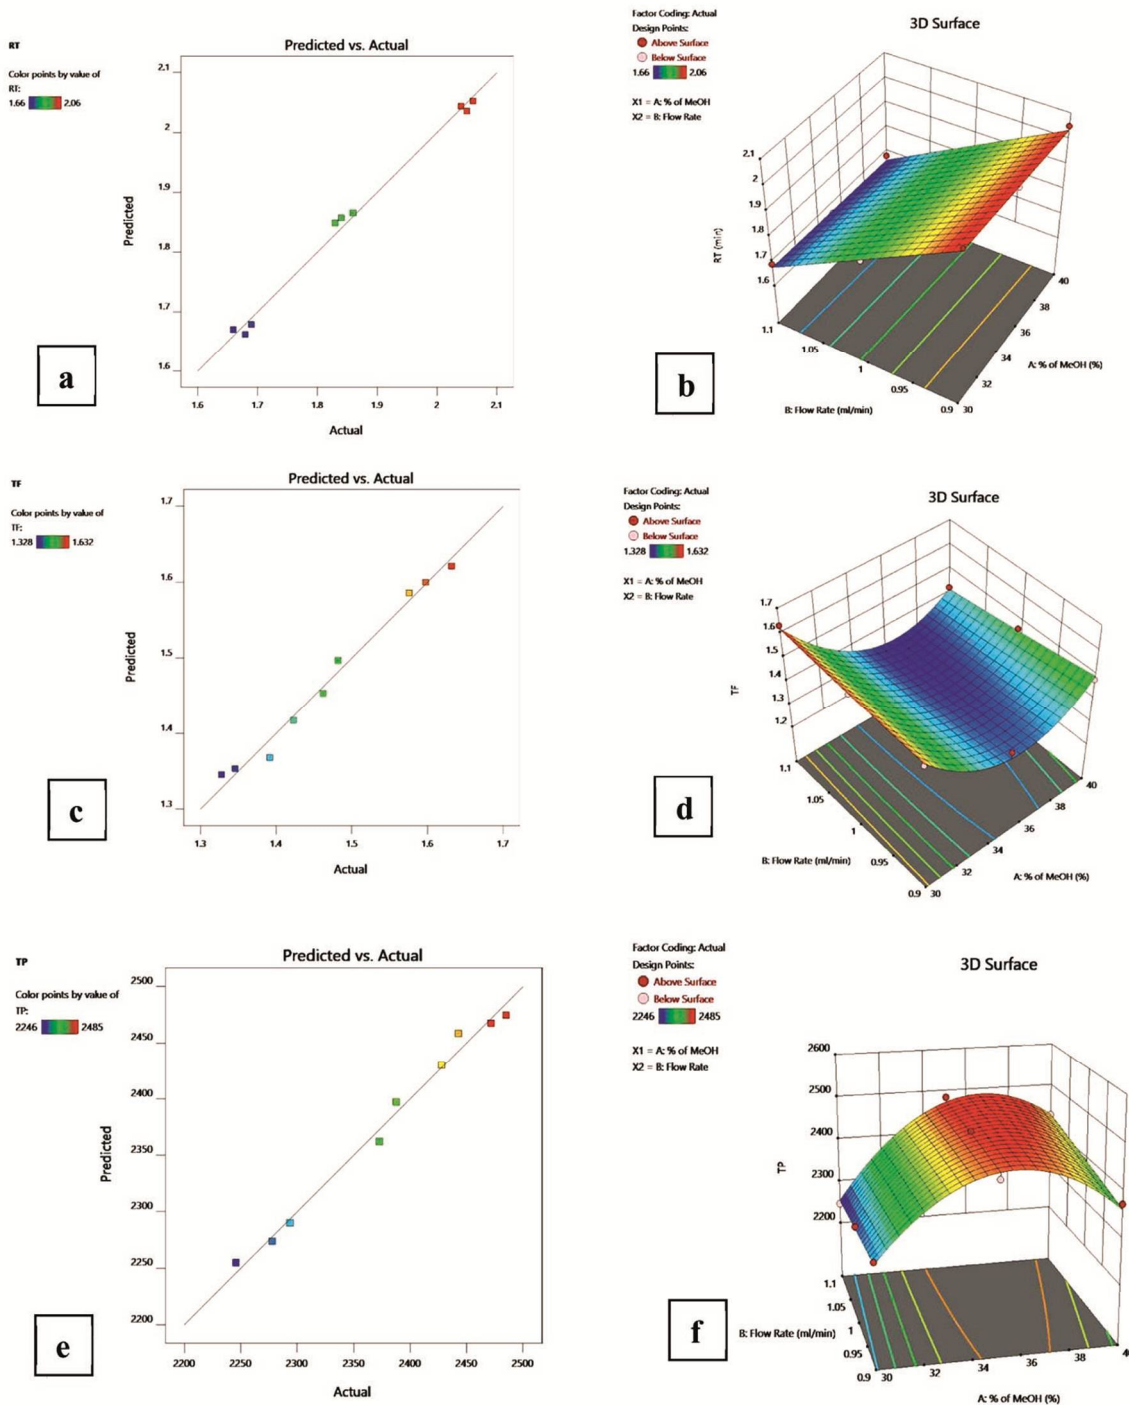 RT
Color points by value of
RT:
1.66 2.06
Predicted vs. Actual
2.1
2
1.9
1.8
1.7
1.6
Predicted
1.6 1.7 1.8 1.9 2 2.1
Actual
a
Factor Coding: Actual
Design Points:
Above Surface
Below Surface
1.66 2.06
X1 = A: % of MeOH
X2 = B: Flow Rate
3D Surface
2.1
2
1.9
1.8
1.7
1.6
RT (min)
1.1
1.05
1
0.95
0.9
B: Flow Rate (ml/min)
30
32
34
36
38
40
A: % of MeOH (%)
b
TF
Color points by value of
TF:
1.328 1.632
Predicted vs. Actual
1.7
1.6
1.5
1.4
1.3
Predicted
1.3 1.4 1.5 1.6 1.7
Actual
c
Factor Coding: Actual
Design Points:
Above Surface
Below Surface
1.328 1.632
X1 = A: % of MeOH
X2 = B: Flow Rate
3D Surface
1.7
1.6
1.5
1.4
1.3
1.2
TF
1.1
1.05
1
0.95
0.9
B: Flow Rate (ml/min)
30
32
34
36
38
40
A: % of MeOH (%)
d
TP
Color points by value of
TP:
2246 2485
Predicted vs. Actual
2500
2450
2400
2350
2300
2250
2200
Predicted
2200 2250 2300 2350 2400 2450 2500
Actual
e
Factor Coding: Actual
Design Points:
Above Surface
Below Surface
2246 2485
X1 = A: % of MeOH
X2 = B: Flow Rate
3D Surface
2600
2500
2400
2300
2200
TP
1.1
1.05
1
0.95
0.9
B: Flow Rate (ml/min)
30
32
34
36
38
A: % of MeOH (%)
f